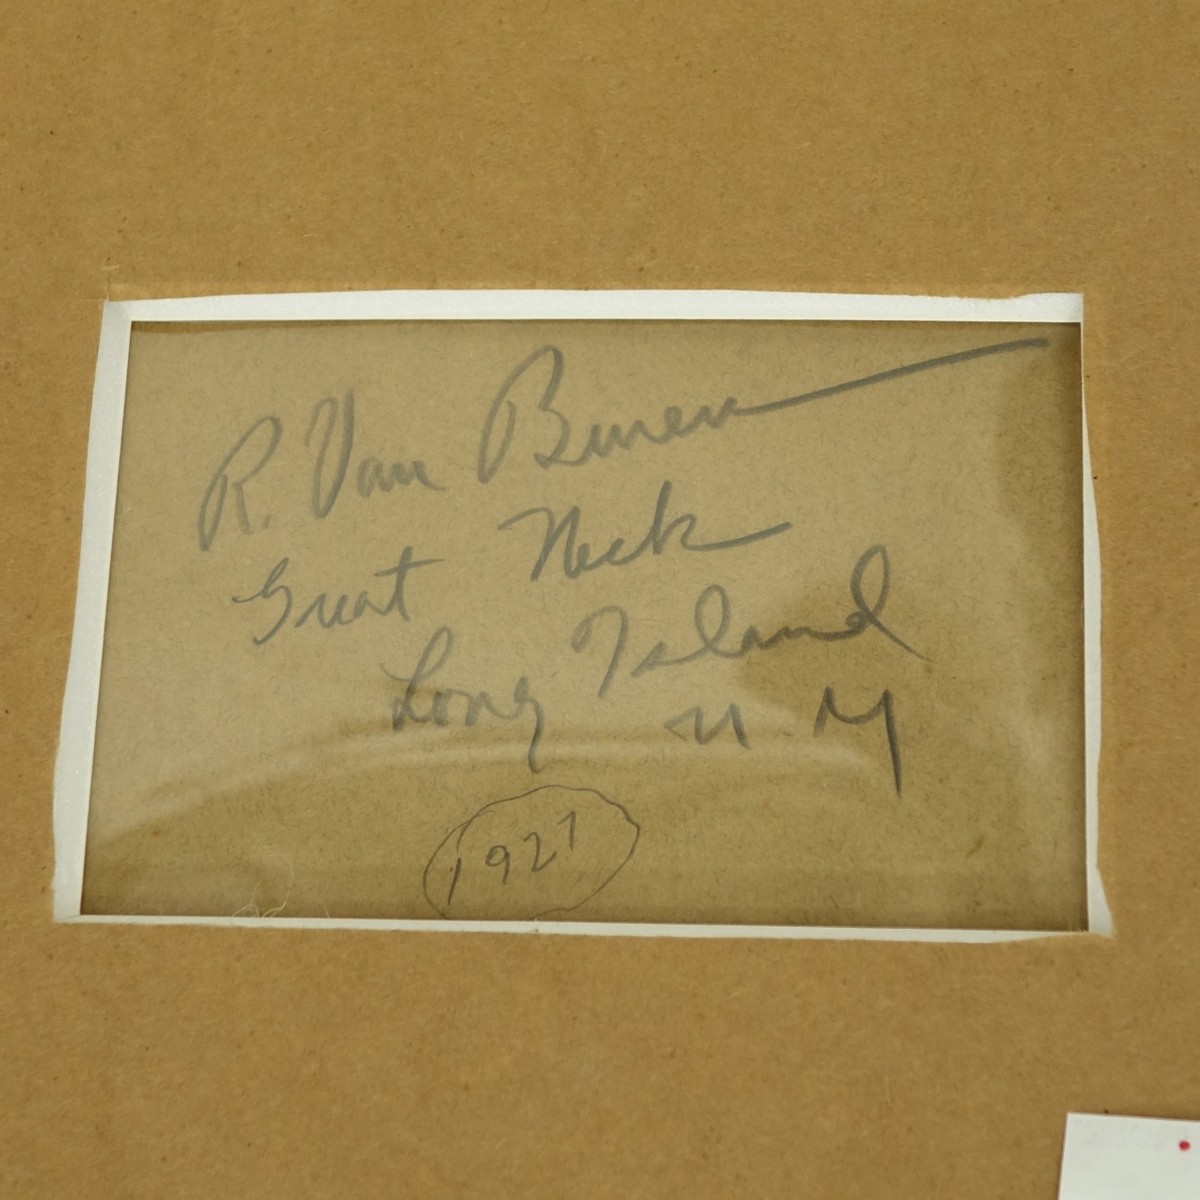 R. Van Buren
Great Neck
Long Island
N.Y
1927